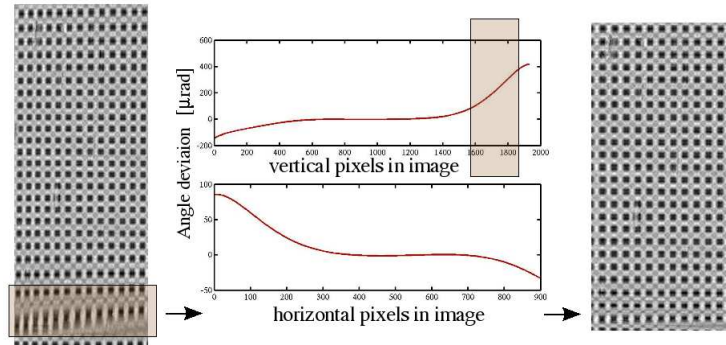 600
400
200
0
-200
0 200 400 600 800 1000 1200 1400 1600 1800 2000
vertical pixels in image
Angle deviaion [µrad]
100
50
0
-50
0 100 200 300 400 500 600 700 800 900
horizontal pixels in image